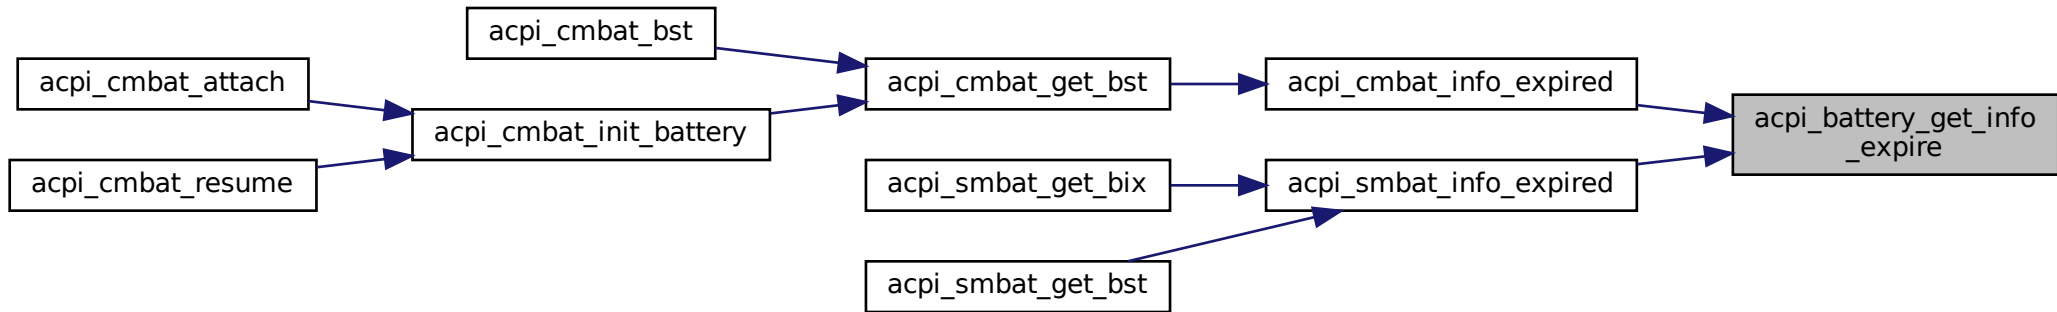 acpi_cmbat_bst
acpi_cmbat_attach
acpi_cmbat_get_bst
acpi_cmbat_info_expired
acpi_battery_get_info
_expire
acpi_cmbat_init_battery
acpi_cmbat_resume
acpi_smbat_get_bix
acpi_smbat_info_expired
acpi_smbat_get_bst